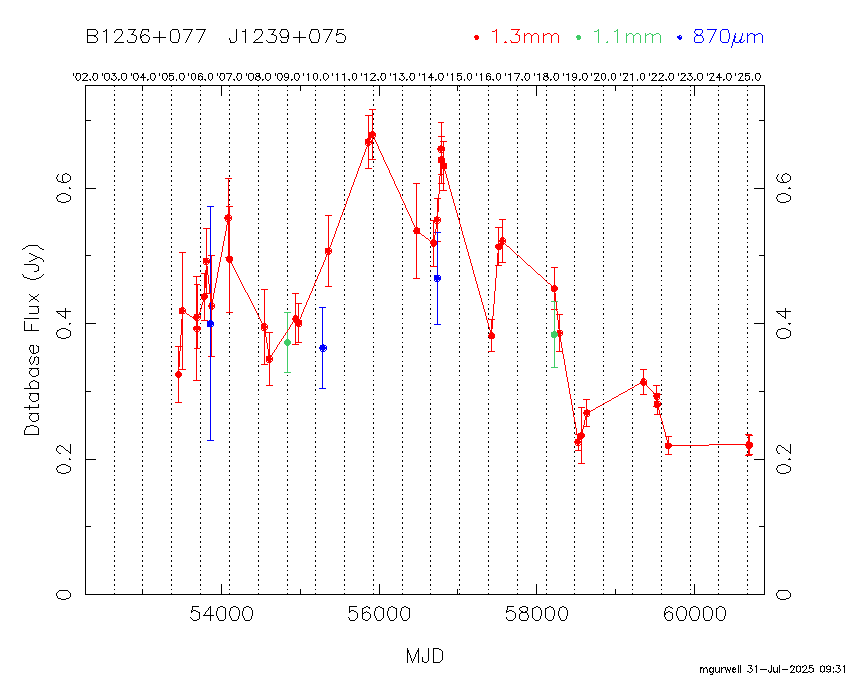 B1236+077 J1239+075 1.3mm 1.1mm 870μm
'02.0 '03.0 '04.0 '05.0 '06.0 '07.0 '08.0 '09.0 '10.0 '11.0 '12.0 '13.0 '14.0 '15.0 '16.0 '17.0 '18.0 '19.0 '20.0 '21.0 '22.0 '23.0 '24.0 '25.0
0.6 0.6
Database Flux (Jy)
0.4 0.4
0.2 0.2
0 0
54000 56000 58000 60000
MJD
mgurwell 31-Jul-2025 09:31